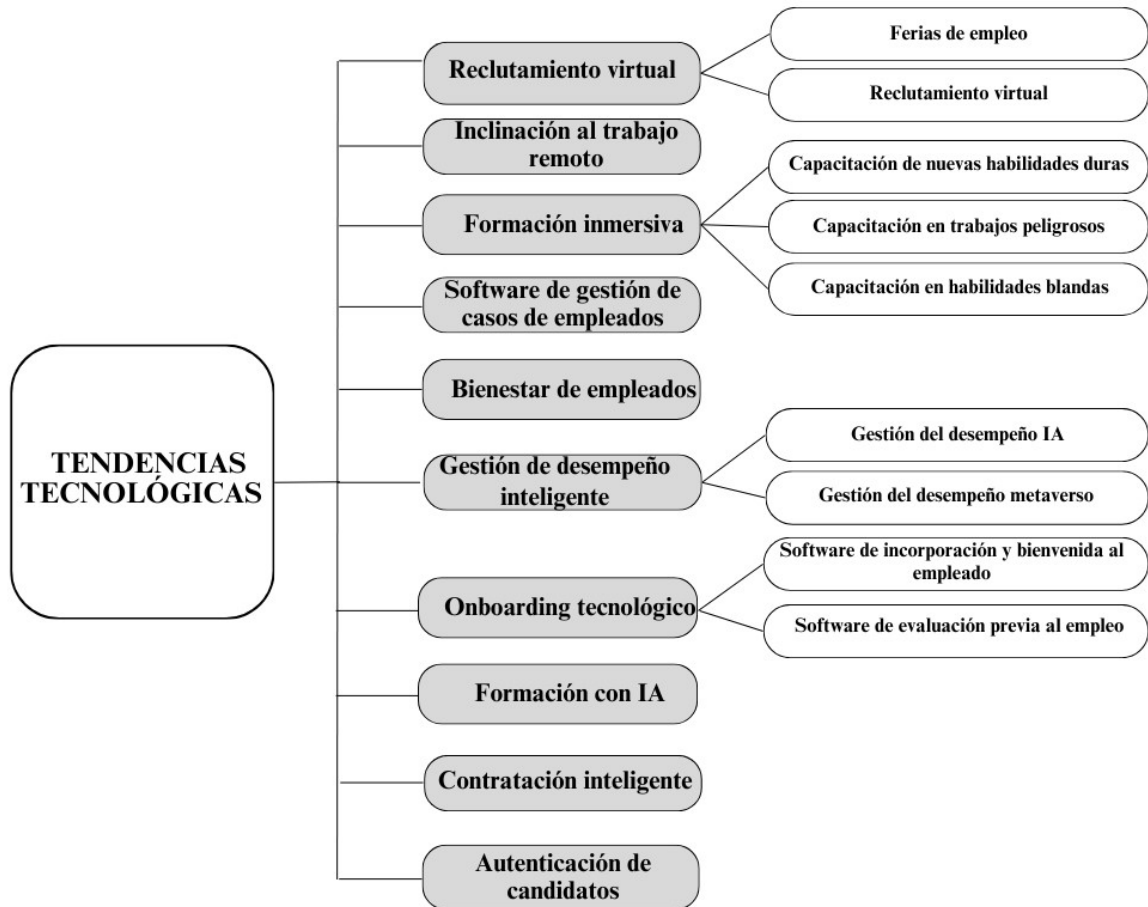 TENDENCIAS
TECNOLÓGICAS
Reclutamiento virtual
Ferias de empleo
Reclutamiento virtual
Inclinación al trabajo
remoto
Formación inmersiva
Capacitación de nuevas habilidades duras
Capacitación en trabajos peligrosos
Capacitación en habilidades blandas
Software de gestión de
casos de empleados
Bienestar de empleados
Gestión de desempeño
inteligente
Gestión del desempeño IA
Gestión del desempeño metaverso
Onboarding tecnológico
Software de incorporación y bienvenida al
empleado
Software de evaluación previa al empleo
Formación con IA
Contratación inteligente
Autenticación de
candidatos